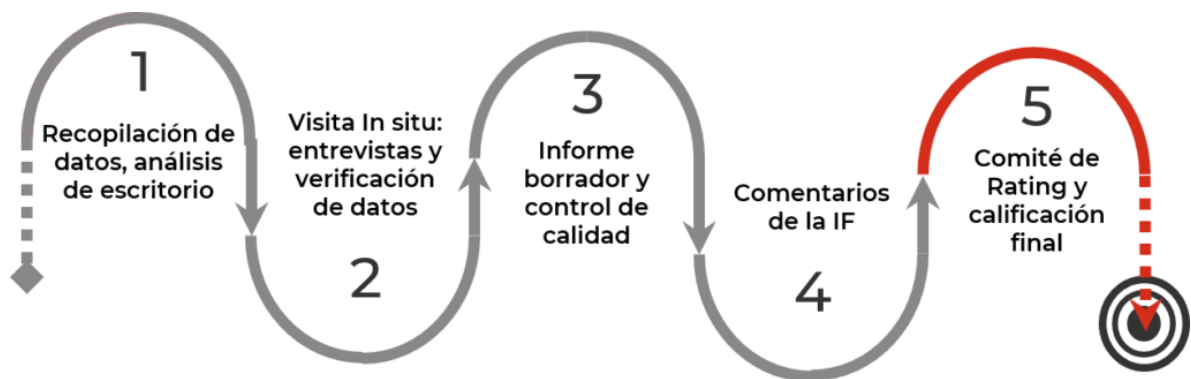 1
Recopilación de
datos, análisis
de escritorio
Visita In situ:
entrevistas y
verificación
de datos
2
3
Informe
borrador y
control de
calidad
Comentarios
de la IF
4
5
Comité de
Rating y
calificación
final